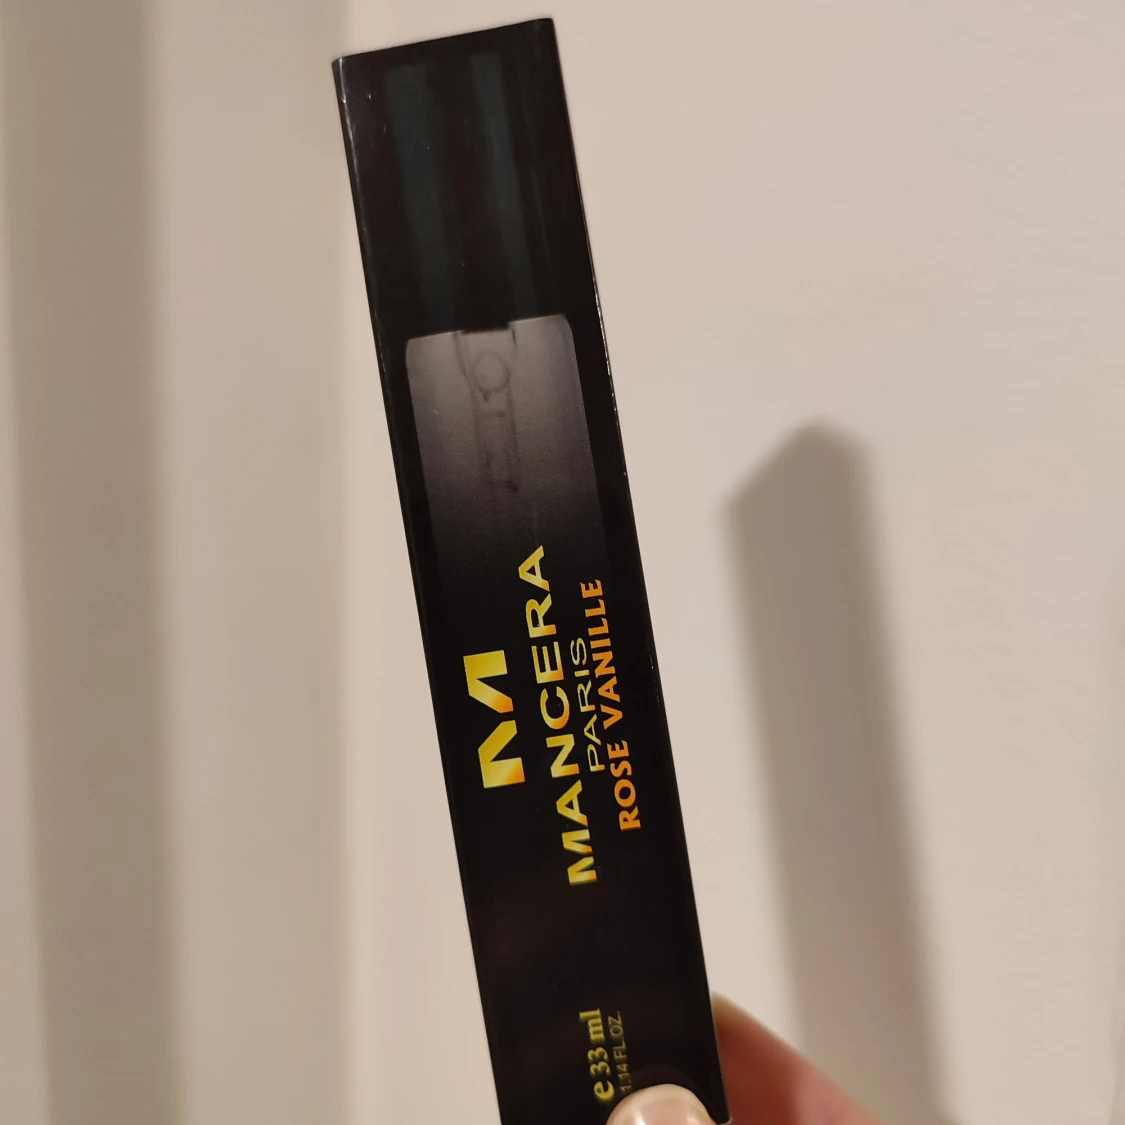 M
MANCERA
PARIS
ROSE VANILLE
e 33 ml
1.14 FL.OZ.